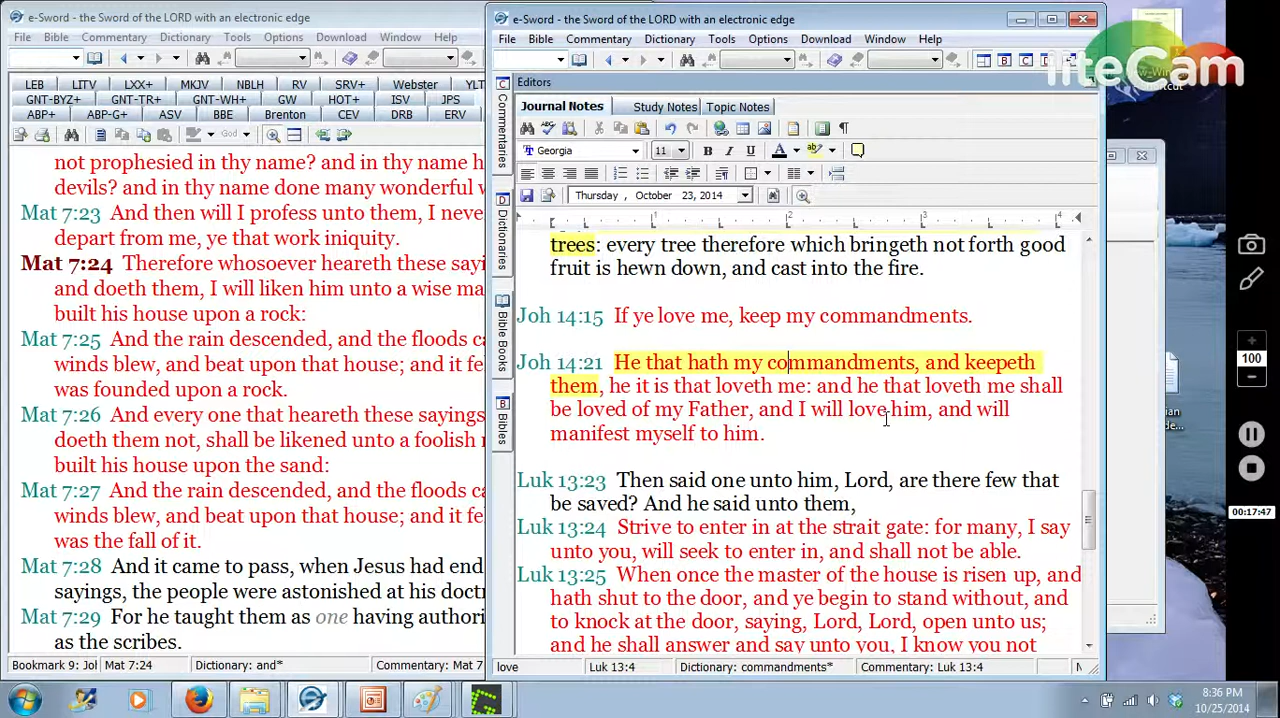 e-Sword - the Sword of the LORD with an electronic edge
File Bible Commentary Dictionary Tools Options Download Window Help
LEB LITV LXX+ MKJV NBLH RV SRV+ Webster
GNT-BYZ+ GNT-TR+ GNT-WH+ GW HOT+ ISV JPS
ABP+ ABP-G+ ASV BBE Brenton CEV DRB ERV
God
not prophesied in thy name? and in thy name h
devils? and in thy name done many wonderful
Mat 7:23 And then will I profess unto them, I neve
depart from me, ye that work iniquity.
Mat 7:24 Therefore whosoever heareth these sayi
and doeth them, I will liken him unto a wise ma
built his house upon a rock:
Mat 7:25 And the rain descended, and the floods c
winds blew, and beat upon that house; and it fe
was founded upon a rock.
Mat 7:26 And every one that heareth these sayings
doeth them not, shall be likened unto a foolish
built his house upon the sand:
Mat 7:27 And the rain descended, and the floods ca
winds blew, and beat upon that house; and it fe
was the fall of it.
Mat 7:28 And it came to pass, when Jesus had end
sayings, the people were astonished at his doct
Mat 7:29 For he taught them as one having authori
as the scribes.
Bookmark 9: Jol Mat 7:24 Dictionary: and* Commentary: Mat 7
e-Sword - the Sword of the LORD with an electronic edge
File Bible Commentary Dictionary Tools Options Download Window Help
Editors
Journal Notes Study Notes Topic Notes
Georgia 11 B I U A ab
Thursday , October 23, 2014
1 2 3 4
Commentaries
Dictionaries
Bible Books
Bibles
trees: every tree therefore which bringeth not forth good
fruit is hewn down, and cast into the fire.
Joh 14:15 If ye love me, keep my commandments.
Joh 14:21 He that hath my commandments, and keepeth
them, he it is that loveth me: and he that loveth me shall
be loved of my Father, and I will love him, and will
manifest myself to him.
Luk 13:23 Then said one unto him, Lord, are there few that
be saved? And he said unto them,
Luk 13:24 Strive to enter in at the strait gate: for many, I say
unto you, will seek to enter in, and shall not be able.
Luk 13:25 When once the master of the house is risen up, and
hath shut to the door, and ye begin to stand without, and
to knock at the door, saying, Lord, Lord, open unto us;
and he shall answer and say unto you, I know you not
love Luk 13:4 Dictionary: commandments* Commentary: Luk 13:4
liteCam
100
00:17:47
8:36 PM
10/25/2014